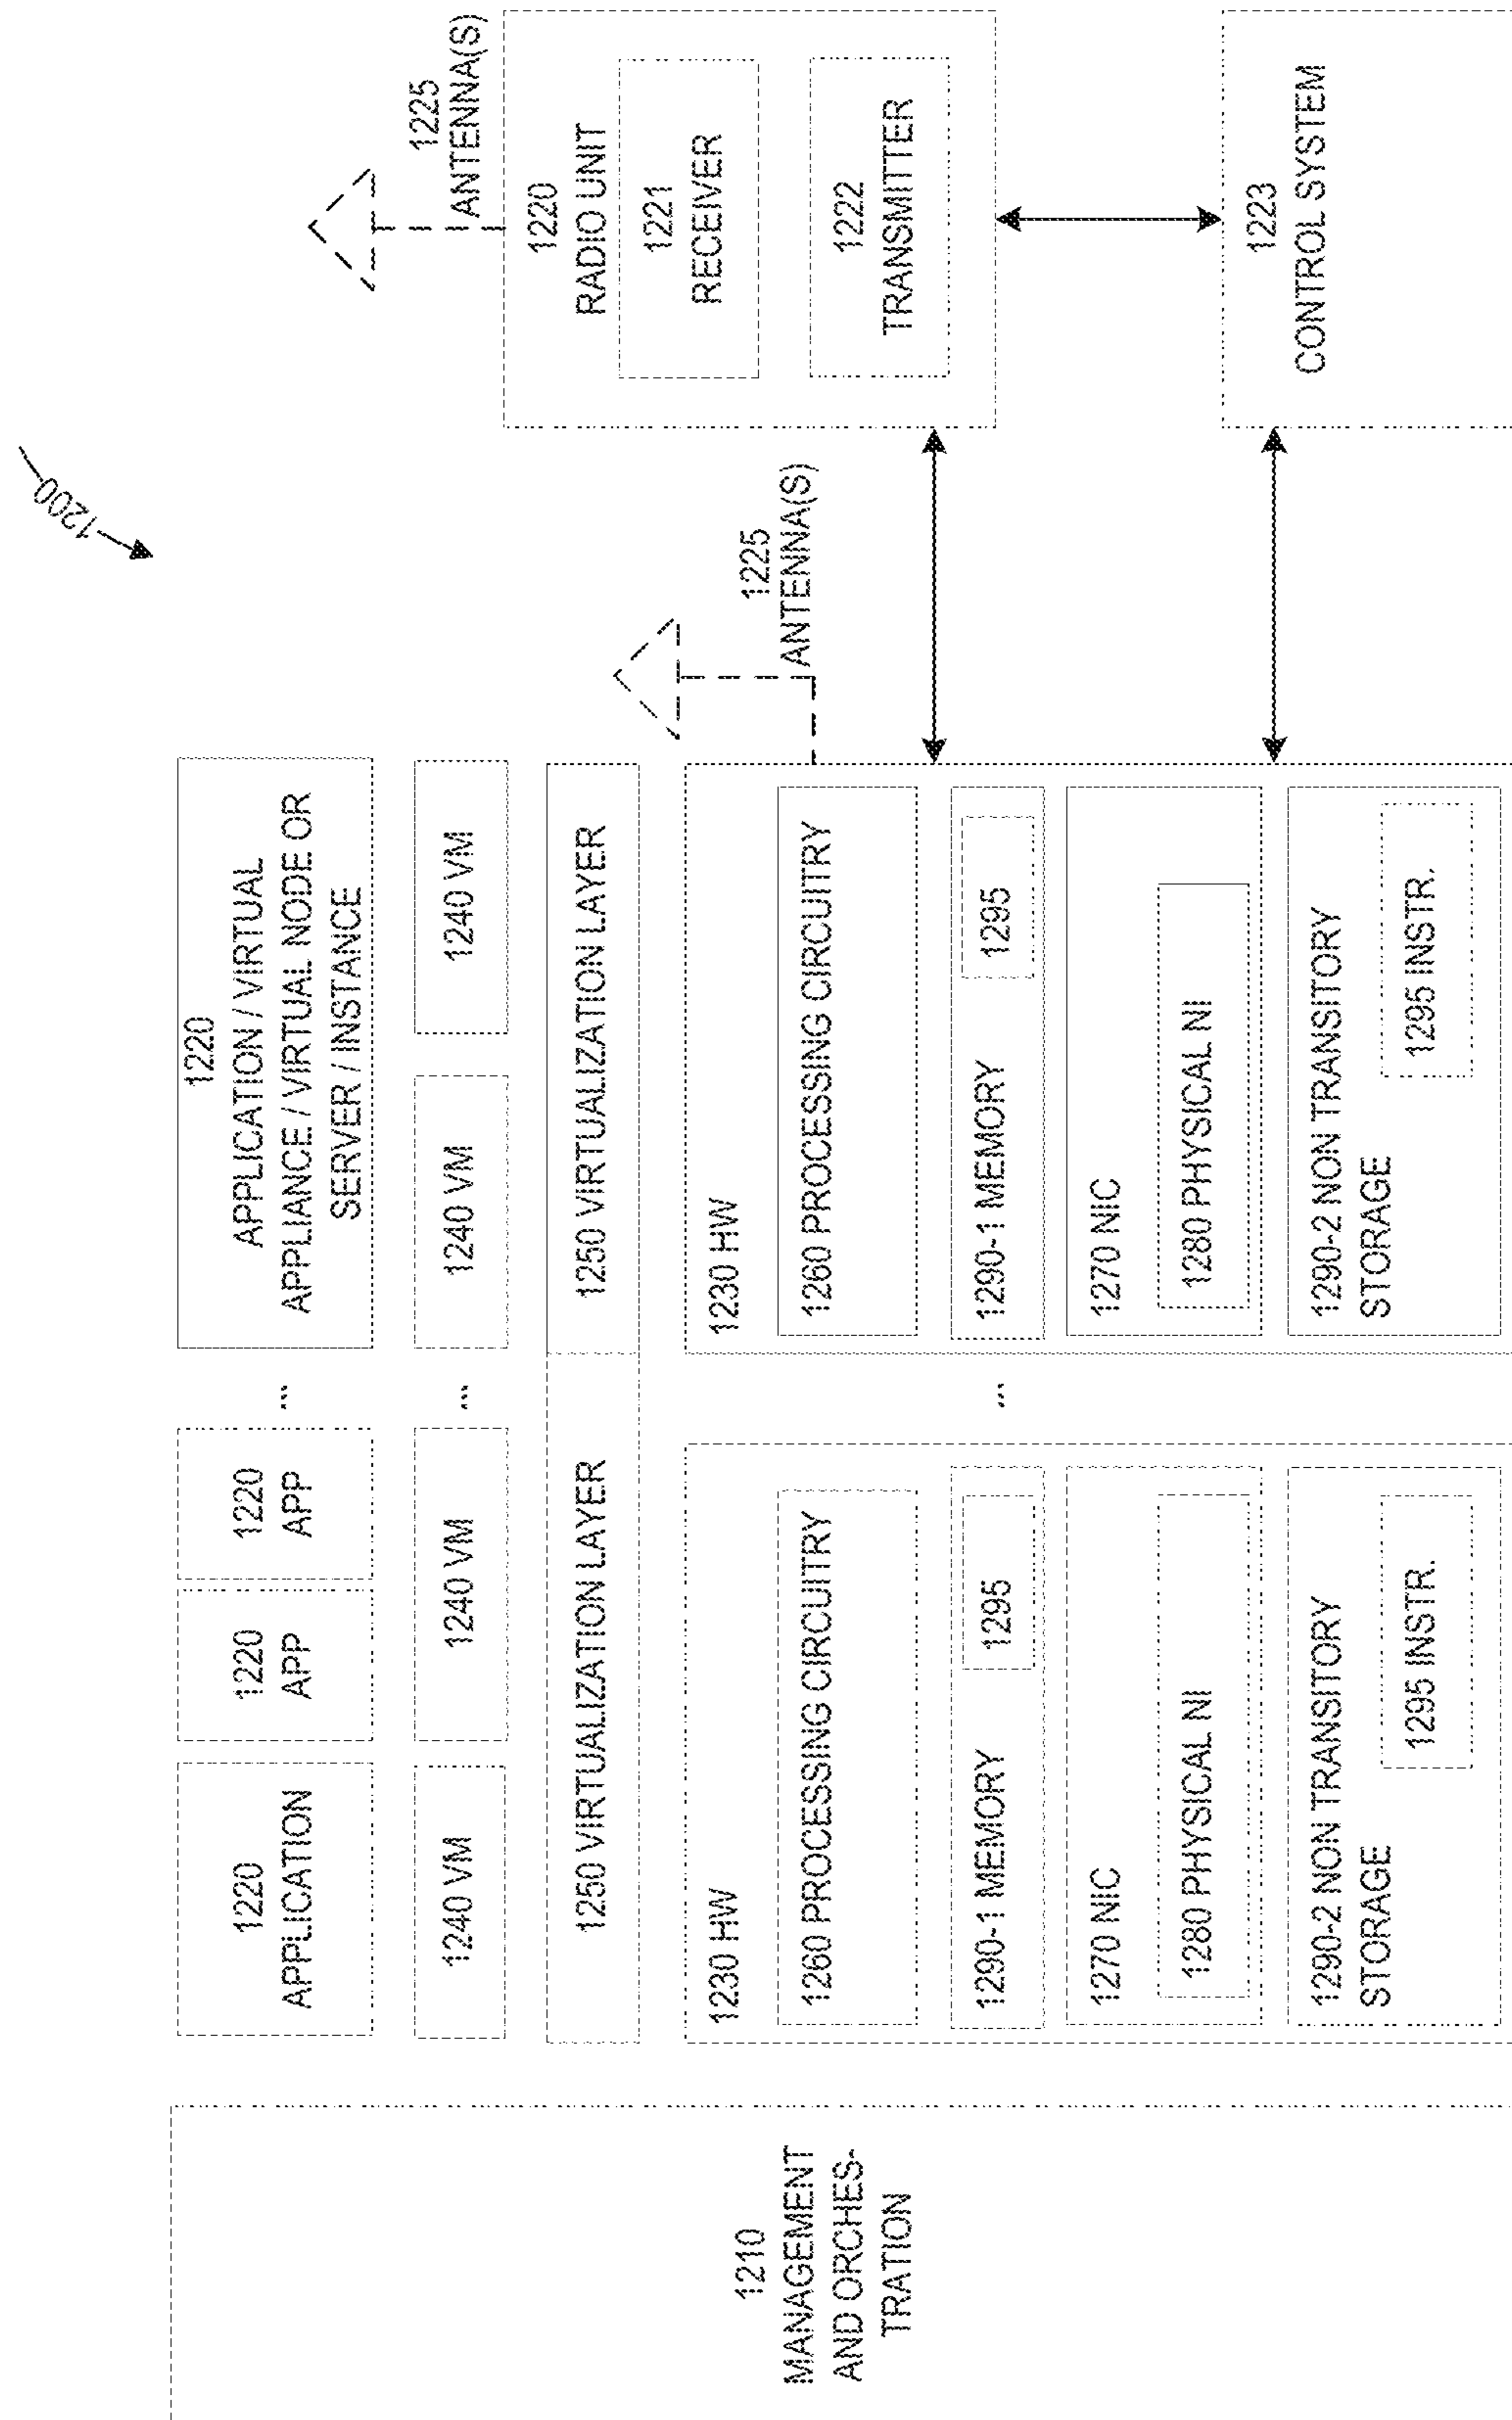 1200
1210
MANAGEMENT
AND ORCHES-
TRATION
1220
APPLICATION
1220
APP
1220
APP
...
1220
APPLICATION / VIRTUAL
APPLIANCE / VIRTUAL NODE OR
SERVER / INSTANCE
1240 VM
1240 VM
...
1240 VM
1240 VM
1250 VIRTUALIZATION LAYER
1250 VIRTUALIZATION LAYER
1230 HW
1260 PROCESSING CIRCUITRY
1290-1 MEMORY
1295
1270 NIC
1280 PHYSICAL NI
1290-2 NON TRANSITORY
STORAGE
1295 INSTR.
...
1230 HW
1260 PROCESSING CIRCUITRY
1290-1 MEMORY
1295
1270 NIC
1280 PHYSICAL NI
1290-2 NON TRANSITORY
STORAGE
1295 INSTR.
1225
ANTENNA(S)
1225
ANTENNA(S)
1220
RADIO UNIT
1221
RECEIVER
1222
TRANSMITTER
1223
CONTROL SYSTEM